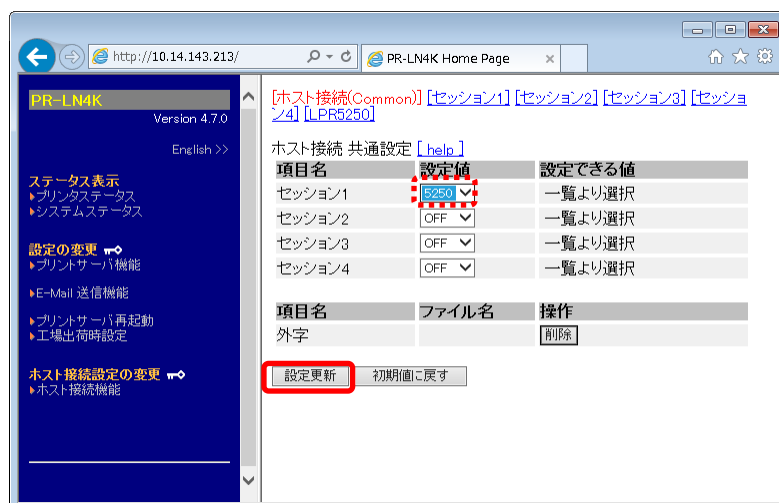 http://10.14.143.213/
PR-LN4K Home Page
PR-LN4K
Version 4.7.0
English >>
ステータス表示
プリンタステータス
システムステータス
設定の変更
プリントサーバ機能
E-Mail 送信機能
プリントサーバ再起動
工場出荷時設定
ホスト接続設定の変更
ホスト接続機能
[ホスト接続(Common)] [セッション1] [セッション2] [セッション3] [セッショ
ン4] [LPR5250]
ホスト接続 共通設定 [ help ]
項目名 設定値 設定できる値
セッション1 5250 一覧より選択
セッション2 OFF 一覧より選択
セッション3 OFF 一覧より選択
セッション4 OFF 一覧より選択
項目名 ファイル名 操作
外字 削除
設定更新 初期値に戻す